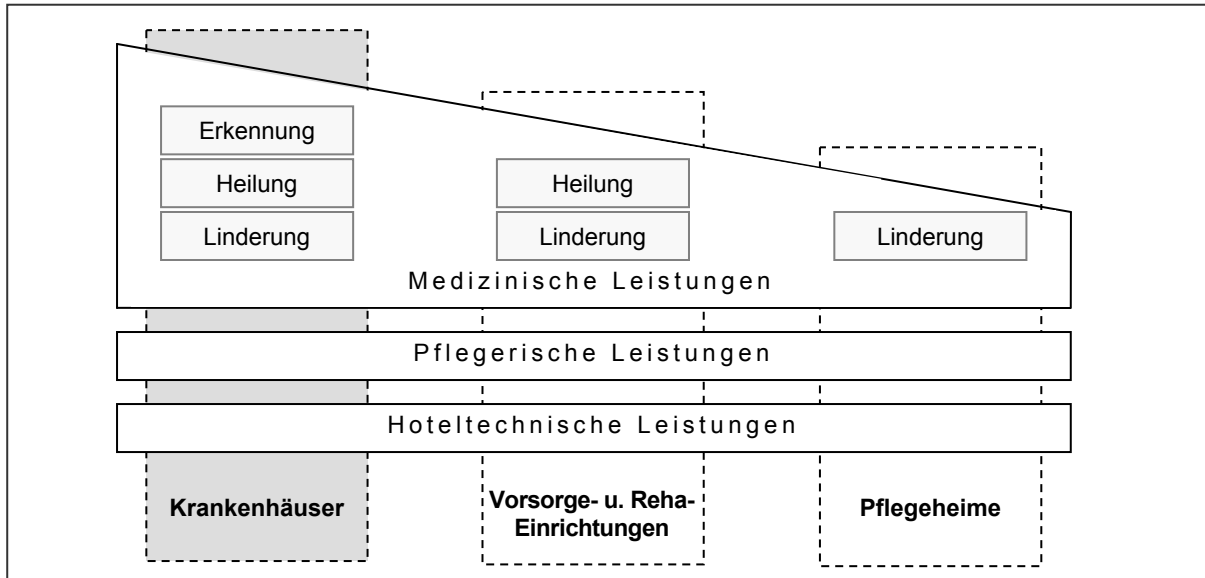 Erkennung
Heilung
Heilung
Linderung
Linderung
Linderung
Medizinische Leistungen
Pflegerische Leistungen
Hoteltechnische Leistungen
Krankenhäuser
Vorsorge- u. Reha-
Einrichtungen
Pflegeheime